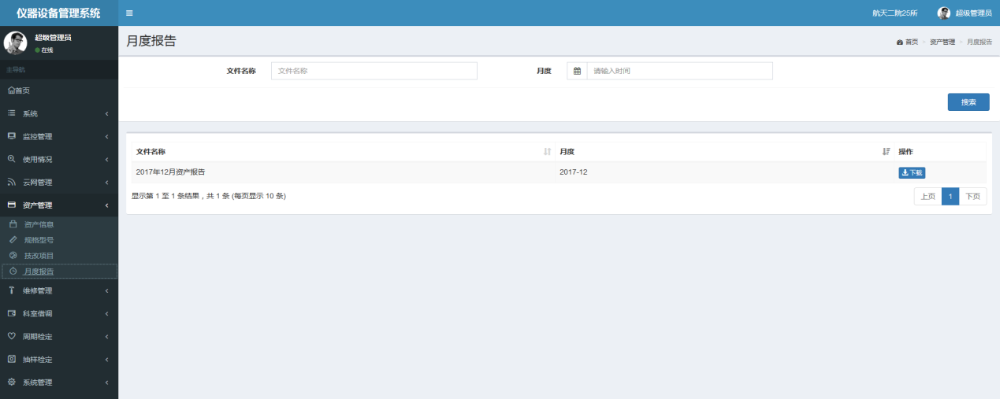 仪器设备管理系统
航天二院25所 超级管理员
超级管理员
在线
主导航
首页
系统
监控管理
使用情况
云网管理
资产管理
资产信息
规格型号
技改项目
月度报告
维修管理
科室借调
周期检定
抽样检定
系统管理
月度报告
首页 > 资产管理 > 月度报告
文件名称 文件名称 月度 请输入时间
搜索
文件名称 月度 操作
2017年12月资产报告 2017-12 下载
显示第 1 至 1 条结果，共 1 条 (每页显示 10 条) 上页 1 下页